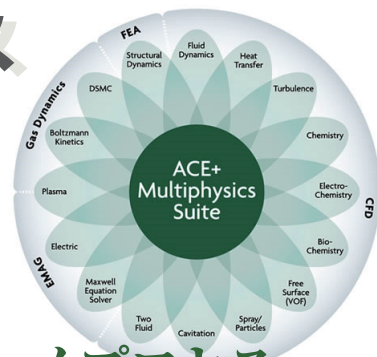 FEA
Gas Dynamics
EMAG
CFD
Fluid
Dynamics
Heat
Transfer
Turbulence
Chemistry
Electro-
Chemistry
Bio-
Chemistry
Free
Surface
(VOF)
Spray/
Particles
Cavitation
Two
Fluid
Maxwell
Equation
Solver
Electric
Plasma
Boltzmann
Kinetics
DSMC
Structural
Dynamics
ACE+
Multiphysics
Suite